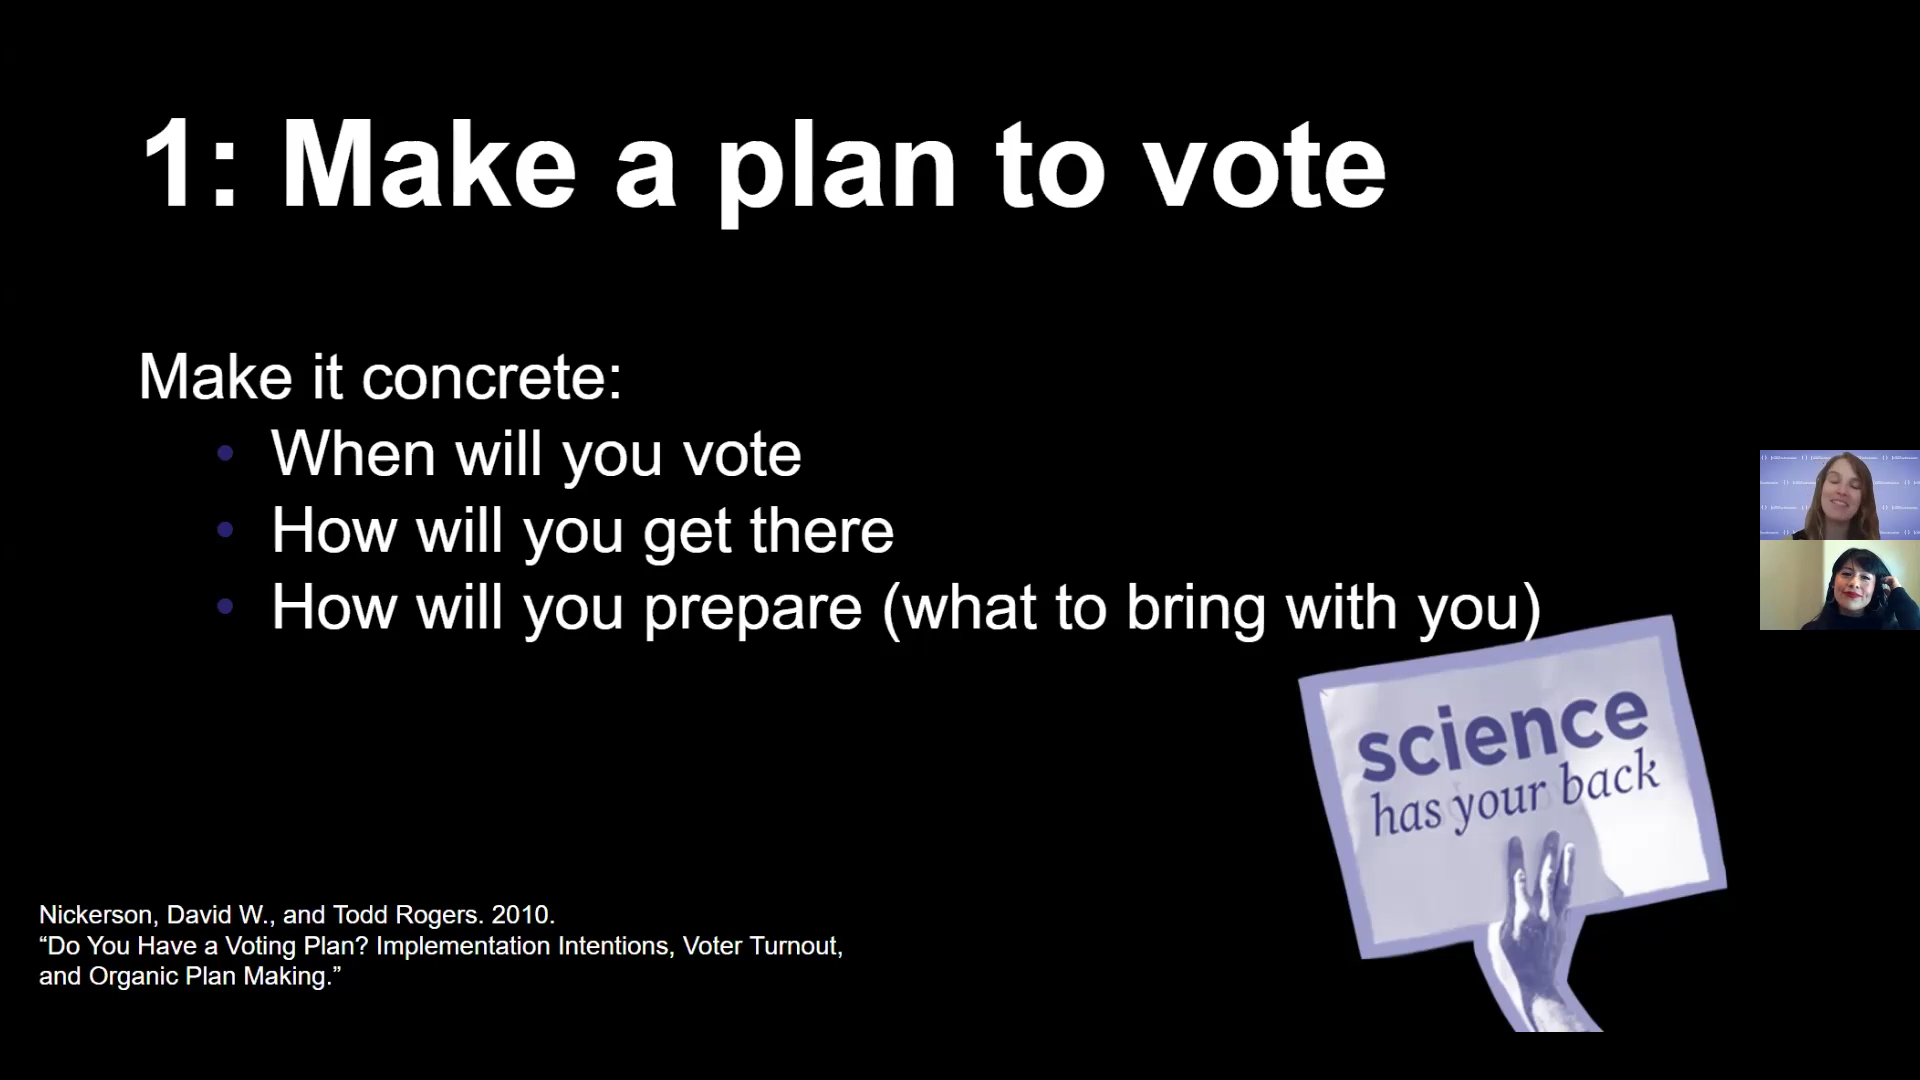 1: Make a plan to vote
Make it concrete:
• When will you vote
• How will you get there
• How will you prepare (what to bring with you)
science
has your back
Nickerson, David W., and Todd Rogers. 2010.
“Do You Have a Voting Plan? Implementation Intentions, Voter Turnout,
and Organic Plan Making.”